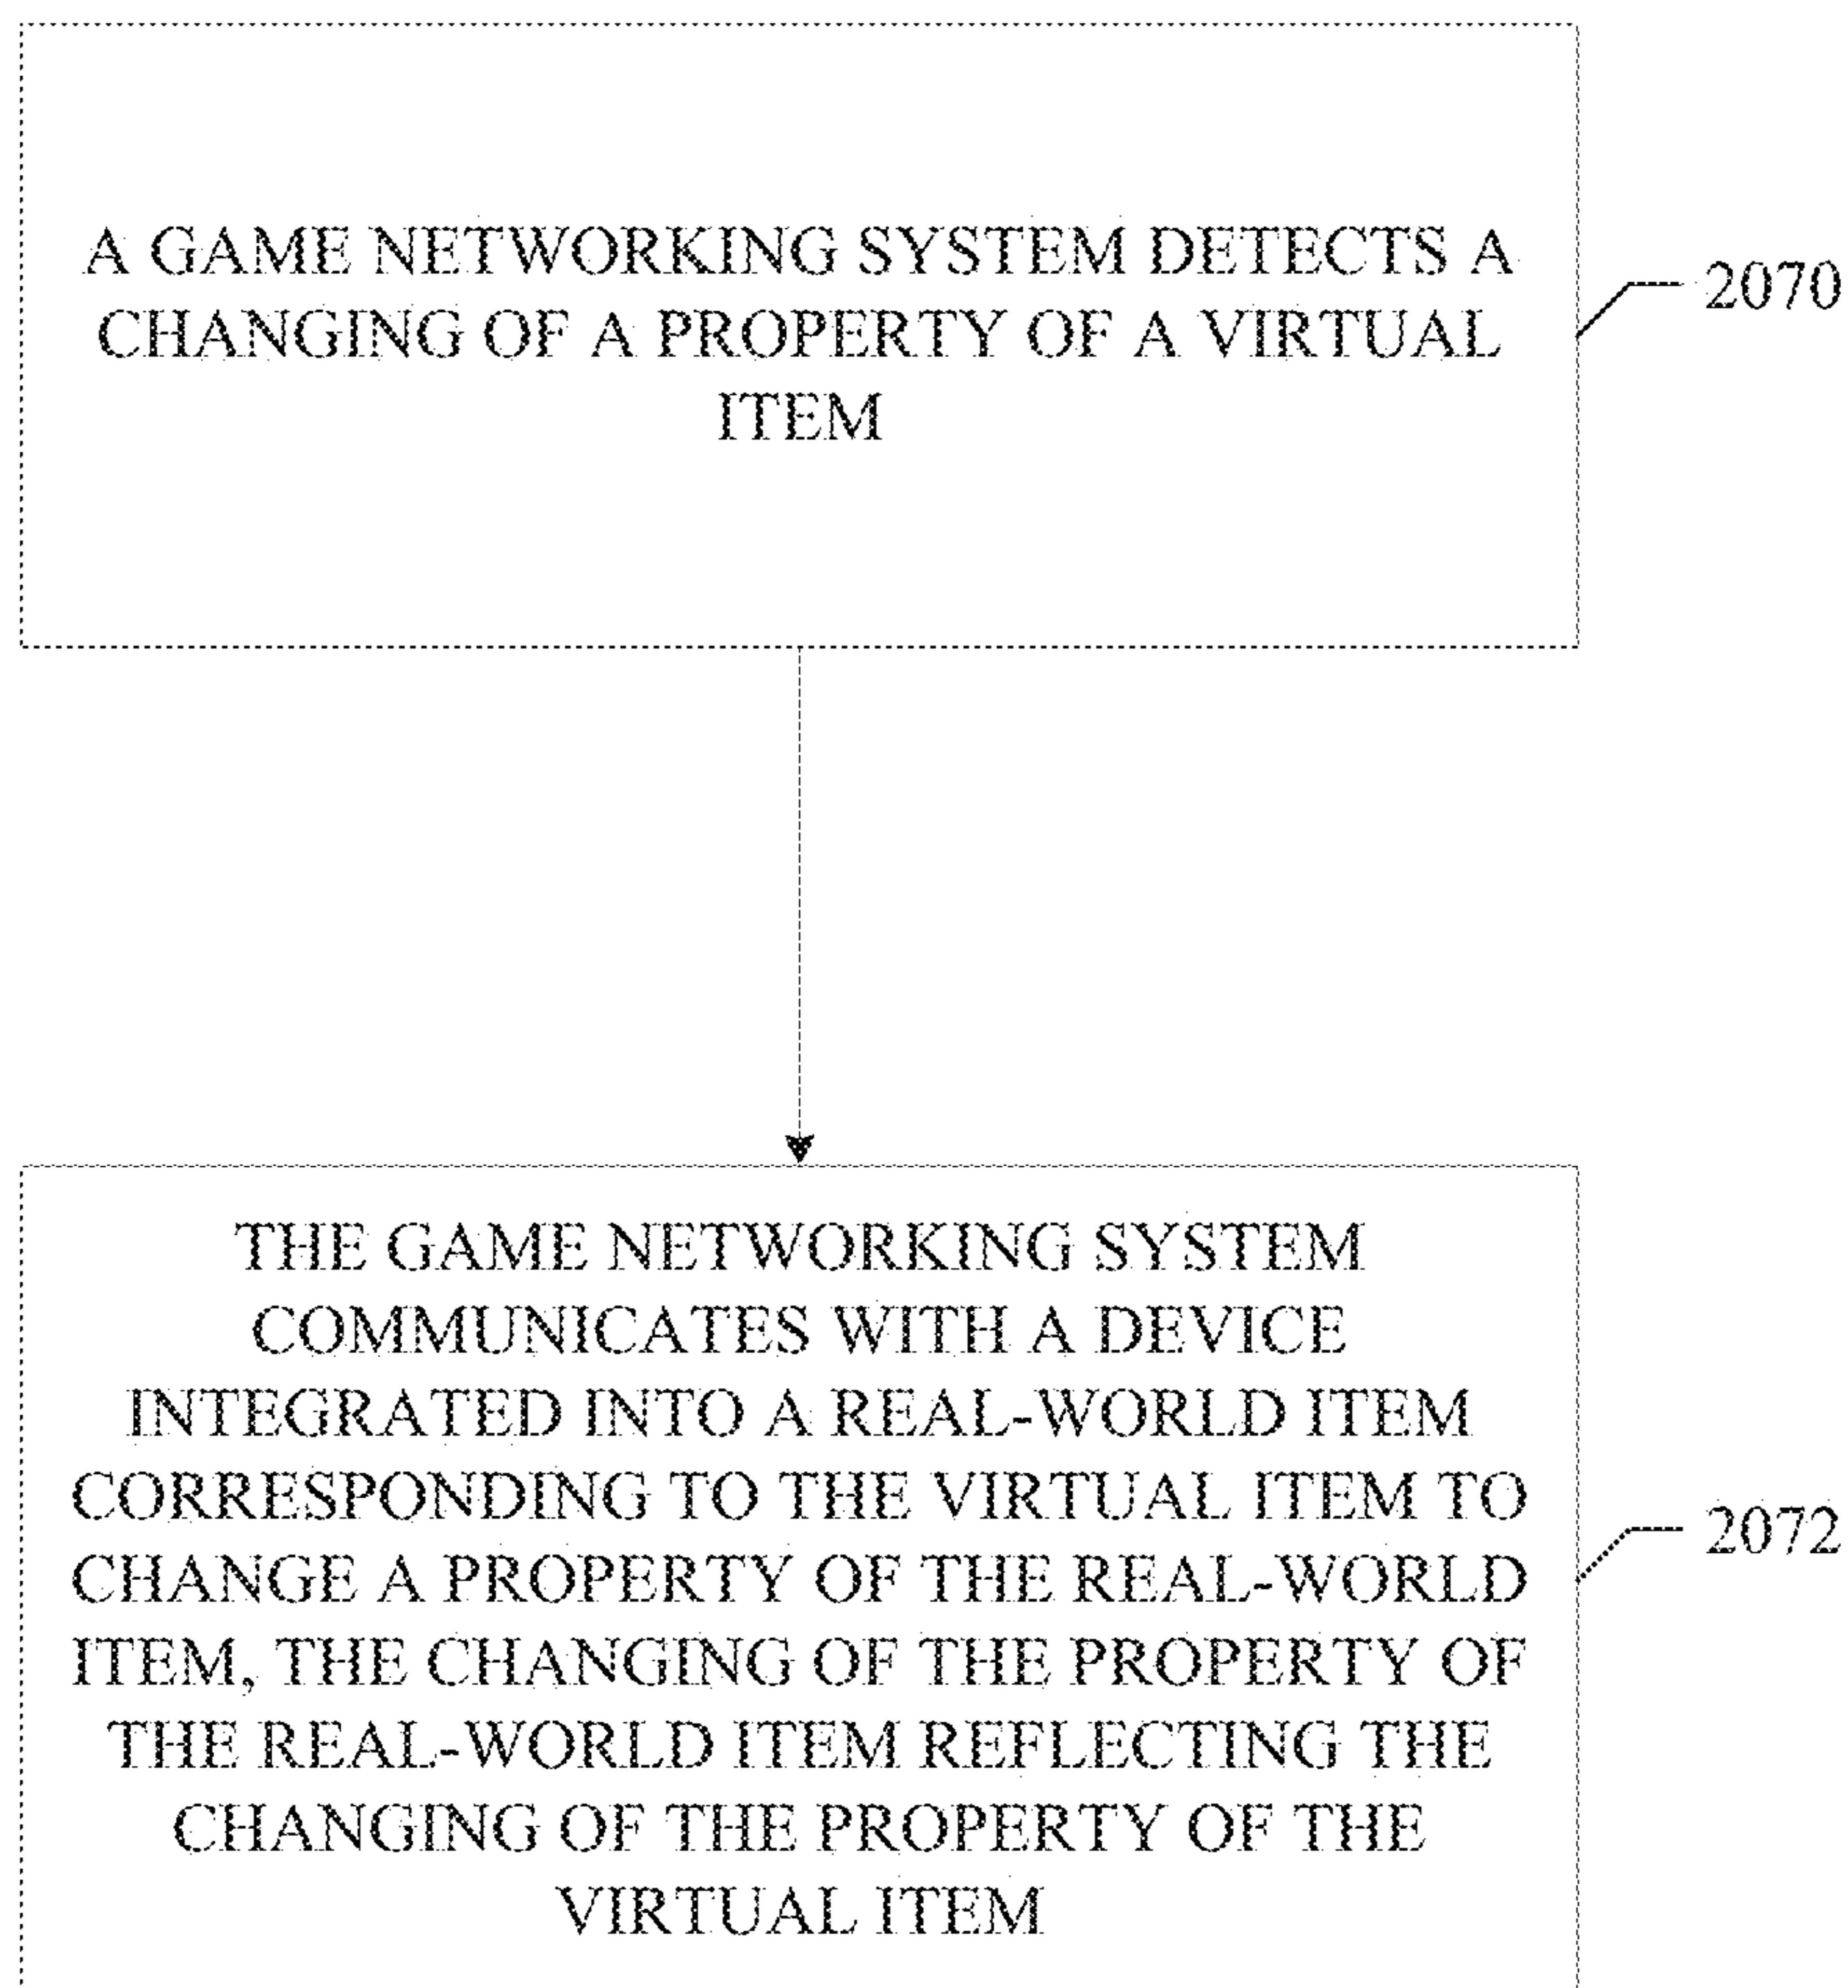 A GAME NETWORKING SYSTEM DETECTS A
CHANGING OF A PROPERTY OF A VIRTUAL
ITEM
2070
THE GAME NETWORKING SYSTEM
COMMUNICATES WITH A DEVICE
INTEGRATED INTO A REAL-WORLD ITEM
CORRESPONDING TO THE VIRTUAL ITEM TO
CHANGE A PROPERTY OF THE REAL-WORLD
ITEM, THE CHANGING OF THE PROPERTY OF
THE REAL-WORLD ITEM REFLECTING THE
CHANGING OF THE PROPERTY OF THE
VIRTUAL ITEM
2072